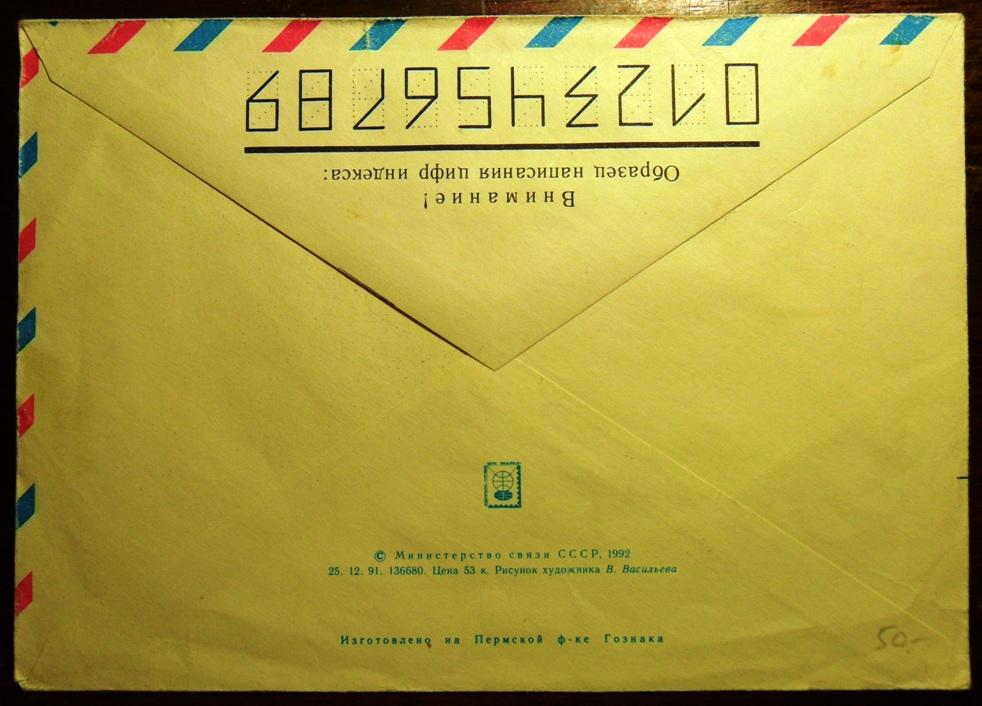 0123456789
Внимание!
Образец написания цифр индекса:
© Министерство связи СССР, 1992
25. 12. 91. 136680. Цена 53 к. Рисунок художника В. Васильева
Изготовлено на Пермской ф-ке Гознака
50.-